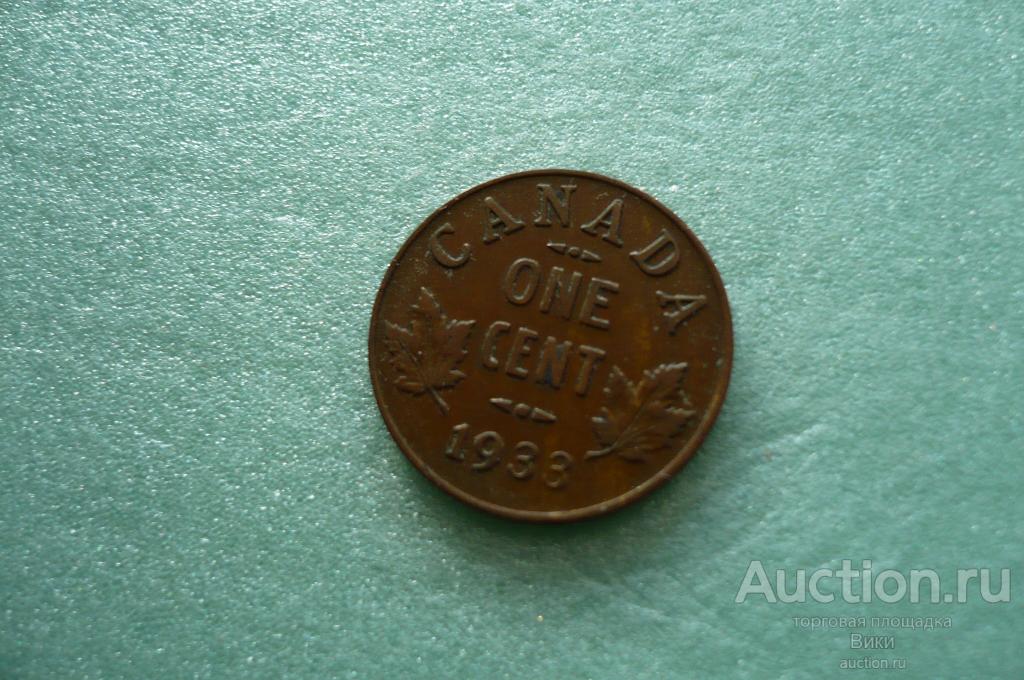 CANADA
ONE
CENT
1933
Auction.ru
торговая площадка
Вики
auction.ru